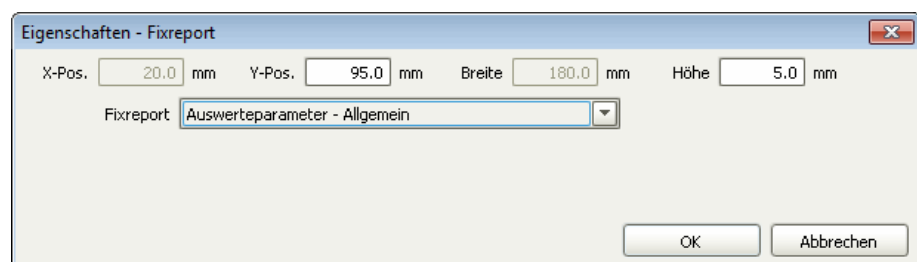 Eigenschaften - Fixreport
X-Pos. 20.0 mm Y-Pos. 95.0 mm Breite 180.0 mm Höhe 5.0 mm
Fixreport Auswerteparameter - Allgemein
OK Abbrechen